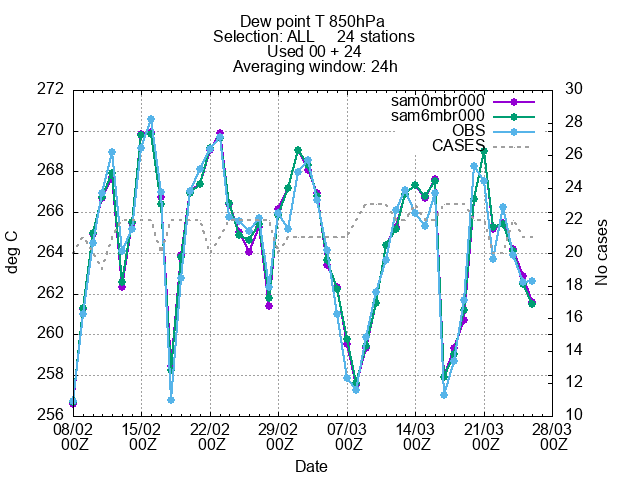 Dew point T 850hPa
Selection: ALL 24 stations
Used 00 + 24
Averaging window: 24h
272
270
268
266
264
262
260
258
256
deg C
30
28
26
24
22
20
18
16
14
12
10
No cases
sam0mbr000
sam6mbr000
OBS
CASES
08/02 15/02 22/02 29/02 07/03 14/03 21/03 28/03
00Z 00Z 00Z 00Z 00Z 00Z 00Z 00Z
Date